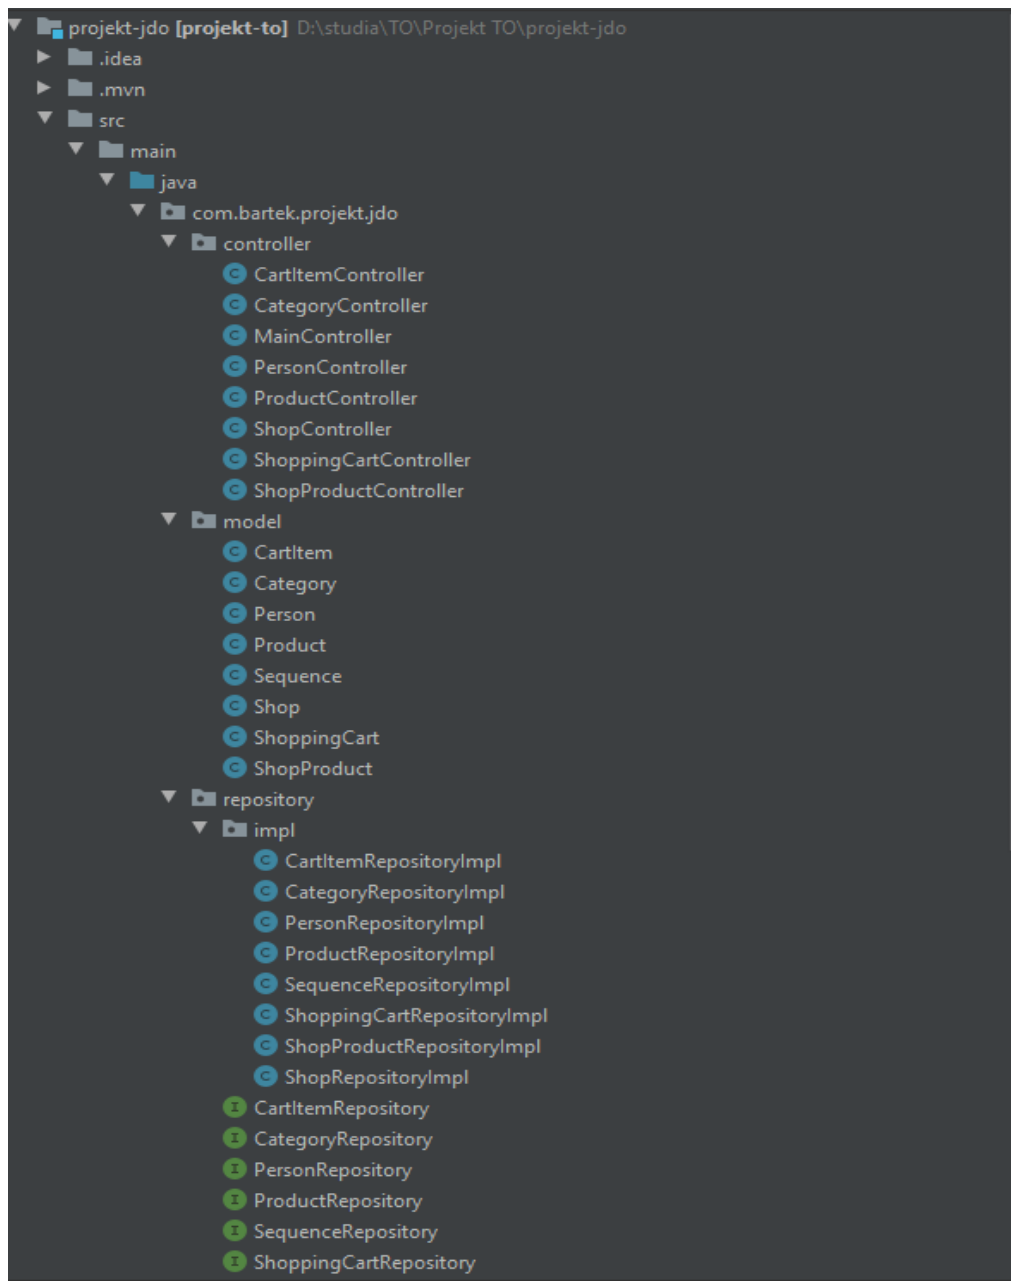 projekt-jdo [projekt-to] D:\studia\TO\Projekt TO\projekt-jdo
.idea
.mvn
src
main
java
com.bartek.projekt.jdo
controller
C CartItemController
C CategoryController
C MainController
C PersonController
C ProductController
C ShopController
C ShoppingCartController
C ShopProductController
model
C CartItem
C Category
C Person
C Product
C Sequence
C Shop
C ShoppingCart
C ShopProduct
repository
impl
C CartItemRepositoryImpl
C CategoryRepositoryImpl
C PersonRepositoryImpl
C ProductRepositoryImpl
C SequenceRepositoryImpl
C ShoppingCartRepositoryImpl
C ShopProductRepositoryImpl
C ShopRepositoryImpl
I CartItemRepository
I CategoryRepository
I PersonRepository
I ProductRepository
I SequenceRepository
I ShoppingCartRepository